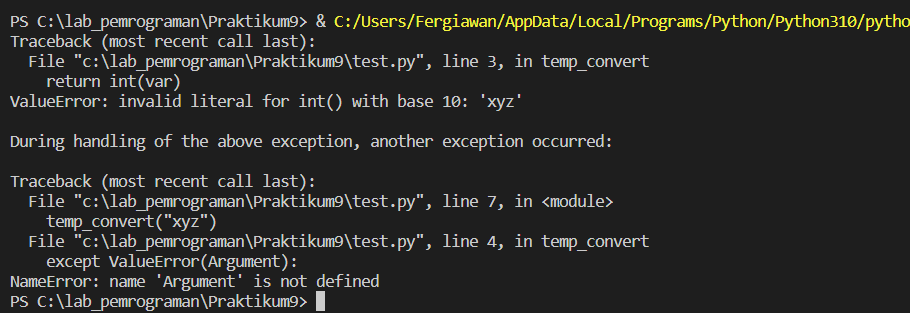 PS C:\lab_pemrograman\Praktikum9> & C:/Users/Fergiawan/AppData/Local/Programs/Python/Python310/pytho
Traceback (most recent call last):
  File "c:\lab_pemrograman\Praktikum9\test.py", line 3, in temp_convert
    return int(var)
ValueError: invalid literal for int() with base 10: 'xyz'

During handling of the above exception, another exception occurred:

Traceback (most recent call last):
  File "c:\lab_pemrograman\Praktikum9\test.py", line 7, in <module>
    temp_convert("xyz")
  File "c:\lab_pemrograman\Praktikum9\test.py", line 4, in temp_convert
    except ValueError(Argument):
NameError: name 'Argument' is not defined
PS C:\lab_pemrograman\Praktikum9>